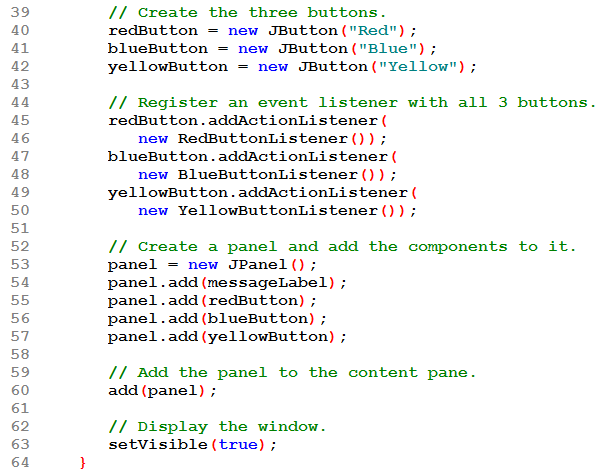 39 // Create the three buttons.
40 redButton = new JButton("Red");
41 blueButton = new JButton("Blue");
42 yellowButton = new JButton("Yellow");
43
44 // Register an event listener with all 3 buttons.
45 redButton.addActionListener(
46 new RedButtonListener());
47 blueButton.addActionListener(
48 new BlueButtonListener());
49 yellowButton.addActionListener(
50 new YellowButtonListener());
51
52 // Create a panel and add the components to it.
53 panel = new JPanel();
54 panel.add(messageLabel);
55 panel.add(redButton);
56 panel.add(blueButton);
57 panel.add(yellowButton);
58
59 // Add the panel to the content pane.
60 add(panel);
61
62 // Display the window.
63 setVisible(true);
64 }